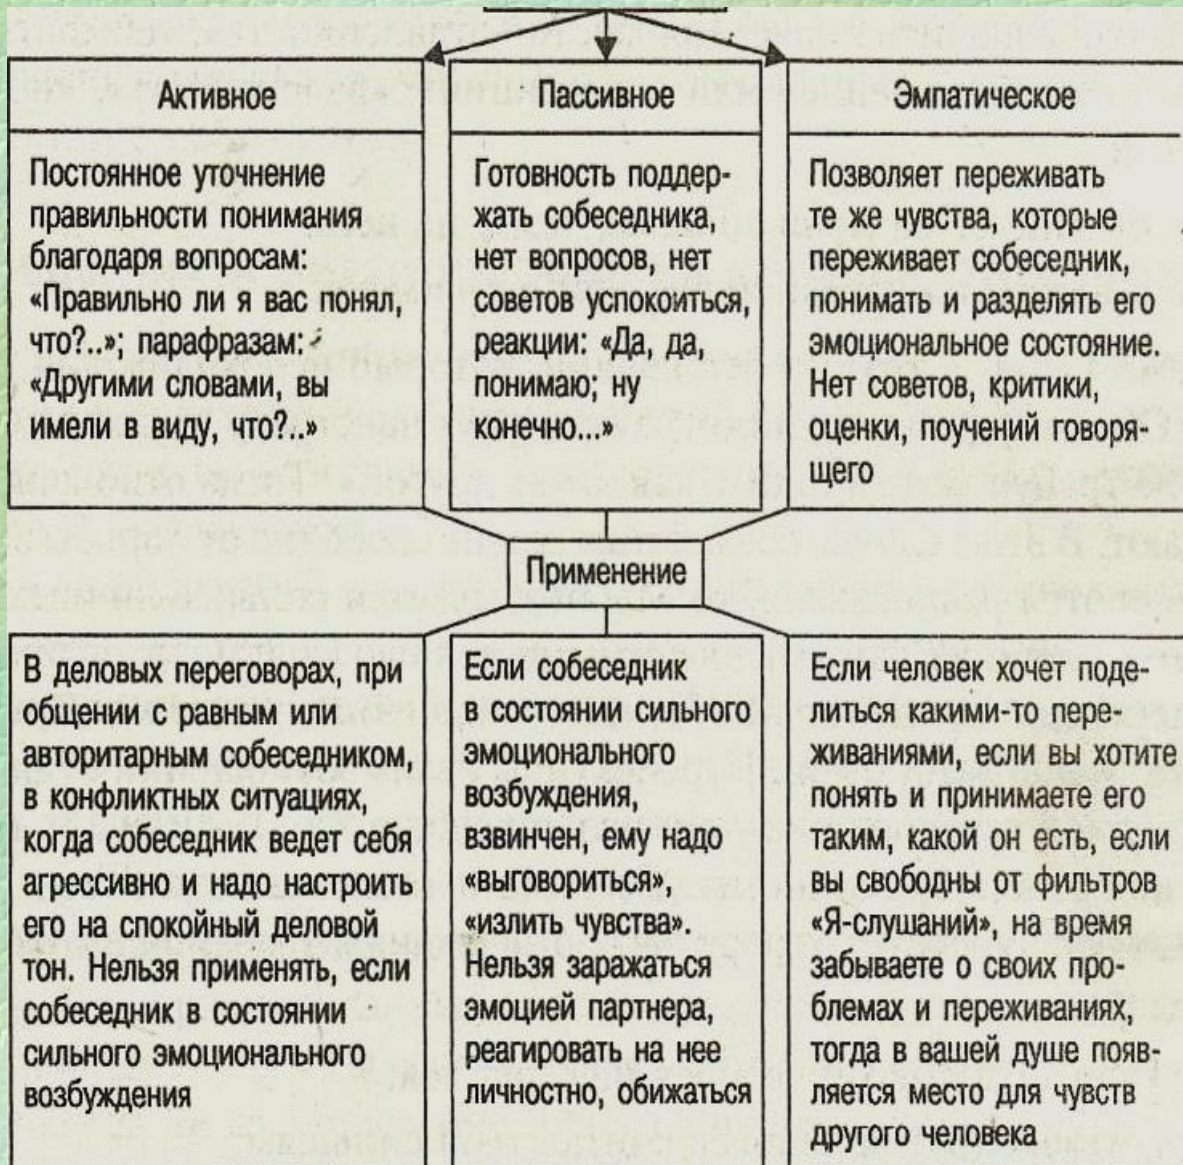 Активное
Постоянное уточнение
правильности понимания
благодаря вопросам:
«Правильно ли я вас понял,
что?..»; парафразам:
«Другими словами, вы
имели в виду, что?..»
Пассивное
Готовность поддер-
жать собеседника,
нет вопросов, нет
советов успокоиться,
реакции: «Да, да,
понимаю; ну
конечно...»
Эмпатическое
Позволяет переживать
те же чувства, которые
переживает собеседник,
понимать и разделять его
эмоциональное состояние.
Нет советов, критики,
оценки, поучений говоря-
щего
Применение
В деловых переговорах, при
общении с равным или
авторитарным собеседником,
в конфликтных ситуациях,
когда собеседник ведет себя
агрессивно и надо настроить
его на спокойный деловой
тон. Нельзя применять, если
собеседник в состоянии
сильного эмоционального
возбуждения
Если собеседник
в состоянии сильного
эмоционального
возбуждения,
взвинчен, ему надо
«выговориться»,
«излить чувства».
Нельзя заражаться
эмоцией партнера,
реагировать на нее
личностно, обижаться
Если человек хочет поде-
литься какими-то пере-
живаниями, если вы хотите
понять и принимаете его
таким, какой он есть, если
вы свободны от фильтров
«Я-слушаний», на время
забываете о своих про-
блемах и переживаниях,
тогда в вашей душе появ-
ляется место для чувств
другого человека